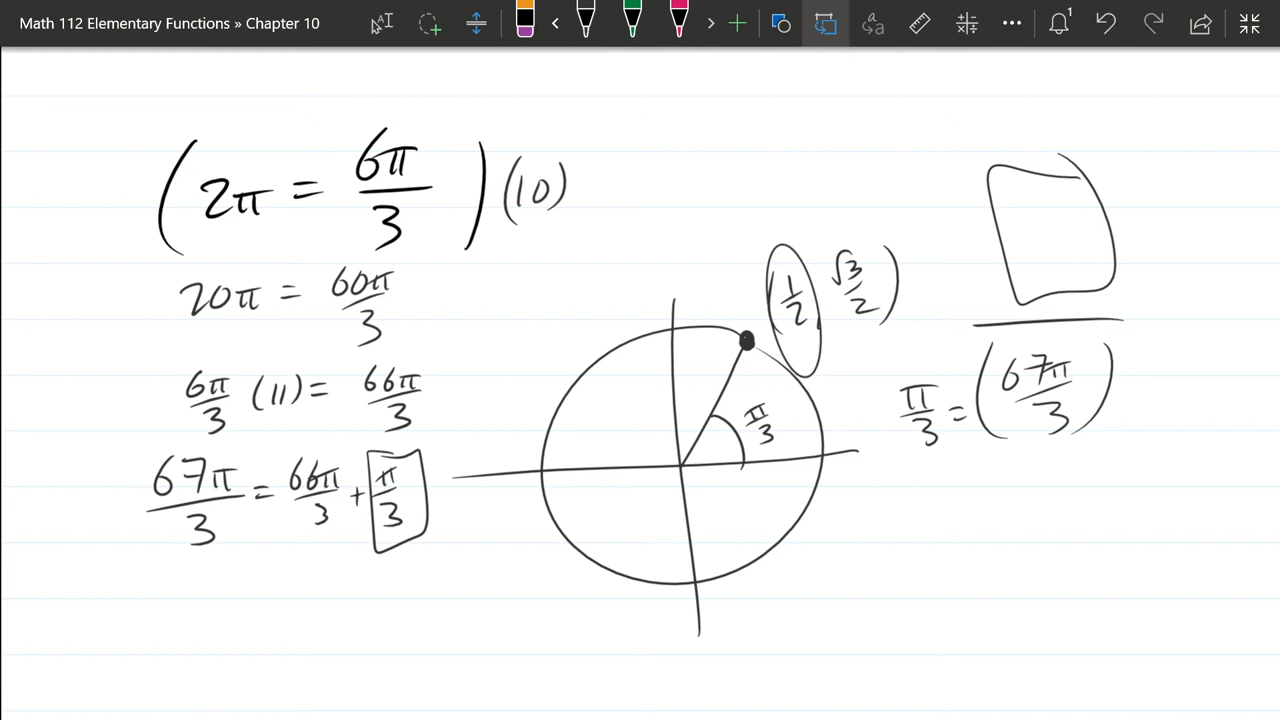 Math 112 Elementary Functions » Chapter 10
(2π = 6π/3)(10)
20π = 60π/3
6π/3 (11) = 66π/3
67π/3 = 66π/3 + π/3
(1/2 √3/2)
π/3
π/3 = (67π/3)